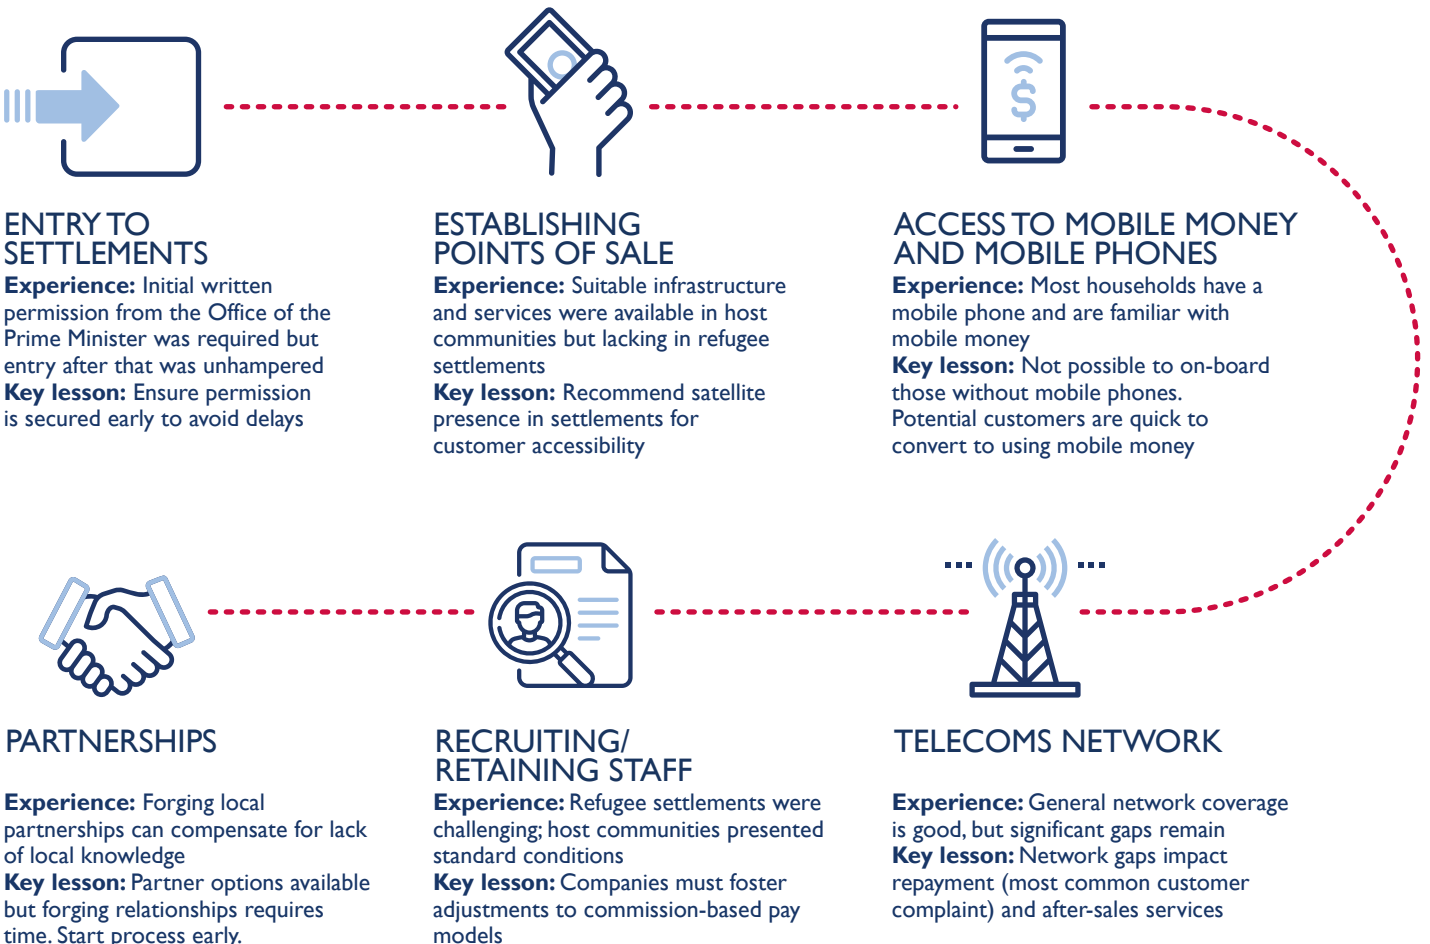 ENTRY TO
SETTLEMENTS
Experience: Initial written
permission from the Office of the
Prime Minister was required but
entry after that was unhampered
Key lesson: Ensure permission
is secured early to avoid delays
ESTABLISHING
POINTS OF SALE
Experience: Suitable infrastructure
and services were available in host
communities but lacking in refugee
settlements
Key lesson: Recommend satellite
presence in settlements for
customer accessibility
$
ACCESS TO MOBILE MONEY
AND MOBILE PHONES
Experience: Most households have a
mobile phone and are familiar with
mobile money
Key lesson: Not possible to on-board
those without mobile phones.
Potential customers are quick to
convert to using mobile money
PARTNERSHIPS
Experience: Forging local
partnerships can compensate for lack
of local knowledge
Key lesson: Partner options available
but forging relationships requires
time. Start process early.
RECRUITING/
RETAINING STAFF
Experience: Refugee settlements were
challenging; host communities presented
standard conditions
Key lesson: Companies must foster
adjustments to commission-based pay
models
TELECOMS NETWORK
Experience: General network coverage
is good, but significant gaps remain
Key lesson: Network gaps impact
repayment (most common customer
complaint) and after-sales services